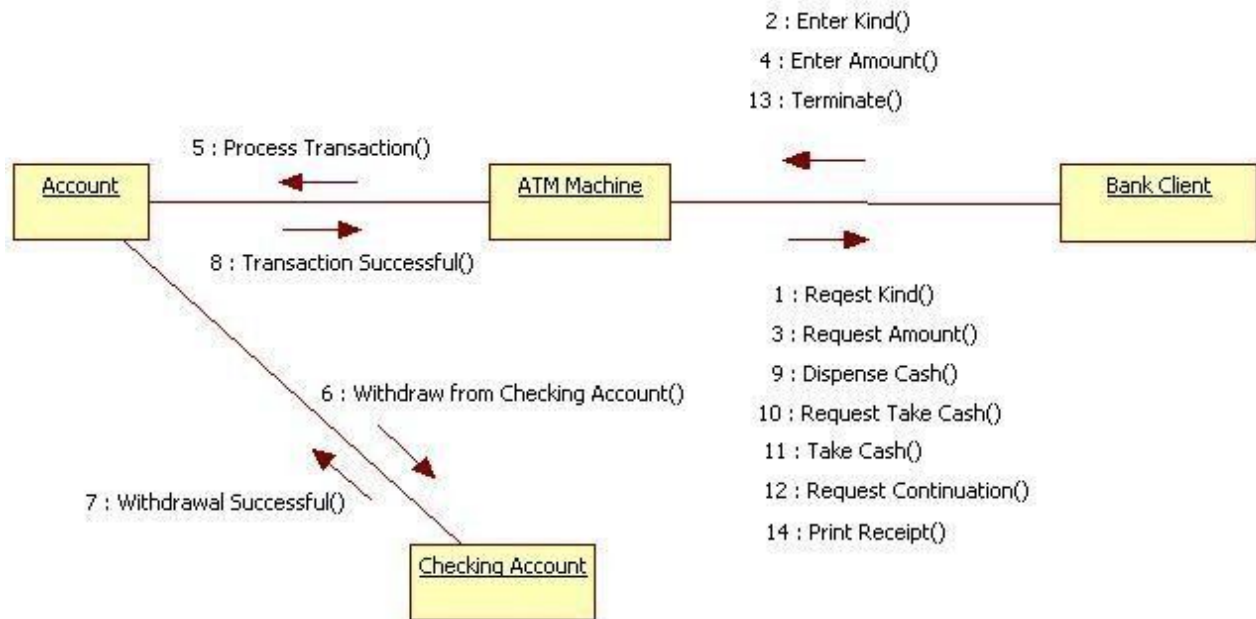 2 : Enter Kind()
4 : Enter Amount()
13 : Terminate()
5 : Process Transaction()
Account
ATM Machine
Bank Client
8 : Transaction Successful()
1 : Reqest Kind()
3 : Request Amount()
9 : Dispense Cash()
10 : Request Take Cash()
11 : Take Cash()
12 : Request Continuation()
14 : Print Receipt()
6 : Withdraw from Checking Account()
7 : Withdrawal Successful()
Checking Account